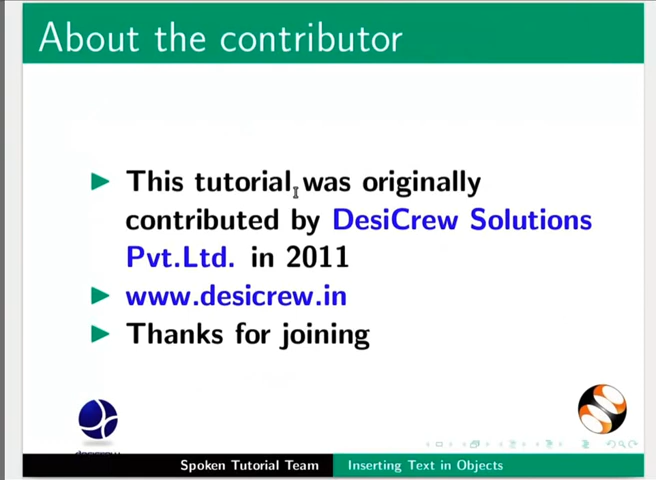 About the contributor
This tutorial was originally
contributed by DesiCrew Solutions
Pvt.Ltd. in 2011
www.desicrew.in
Thanks for joining
Spoken Tutorial Team
Inserting Text in Objects